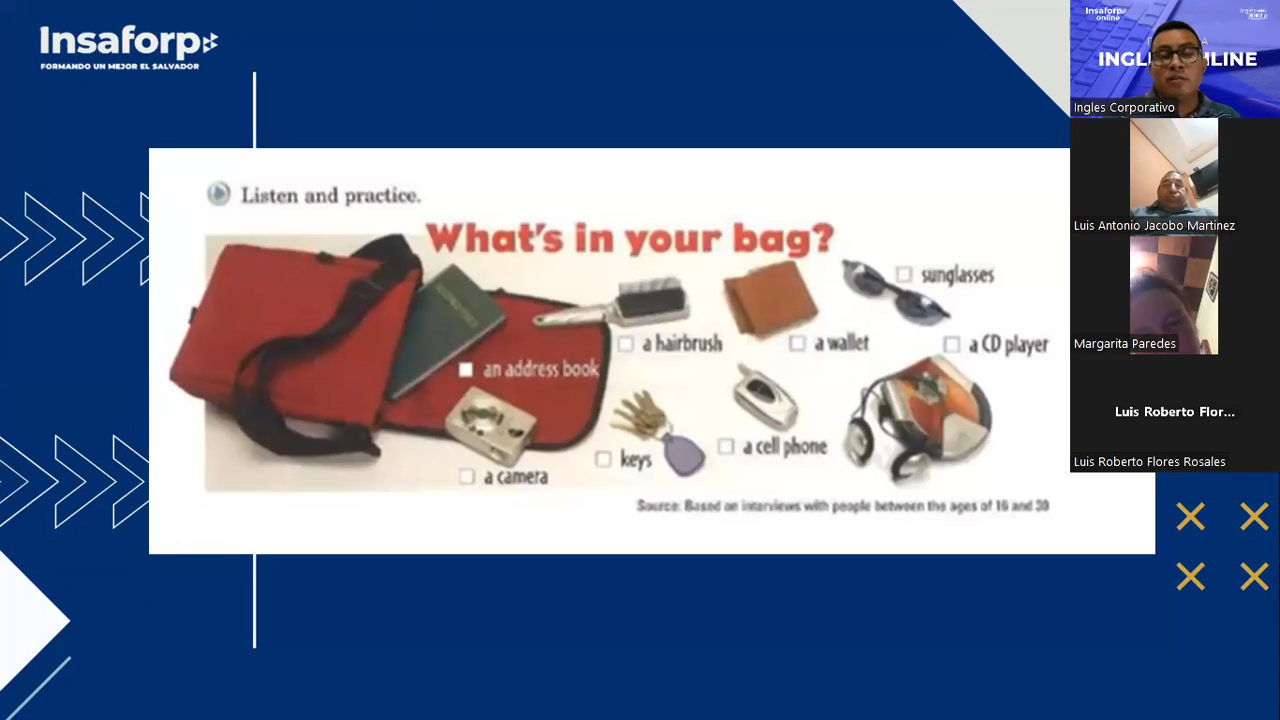 Insaforp
FORMANDO UN MEJOR EL SALVADOR
Listen and practice.
What's in your bag?
sunglasses
a hairbrush
a wallet
a CD player
an address book
a cell phone
keys
a camera
Source: Based on interviews with people between the ages of 16 and 30
Insaforp
online
Ingles Corporativo
Luis Antonio Jacobo Martinez
Margarita Paredes
Luis Roberto Flor...
Luis Roberto Flores Rosales